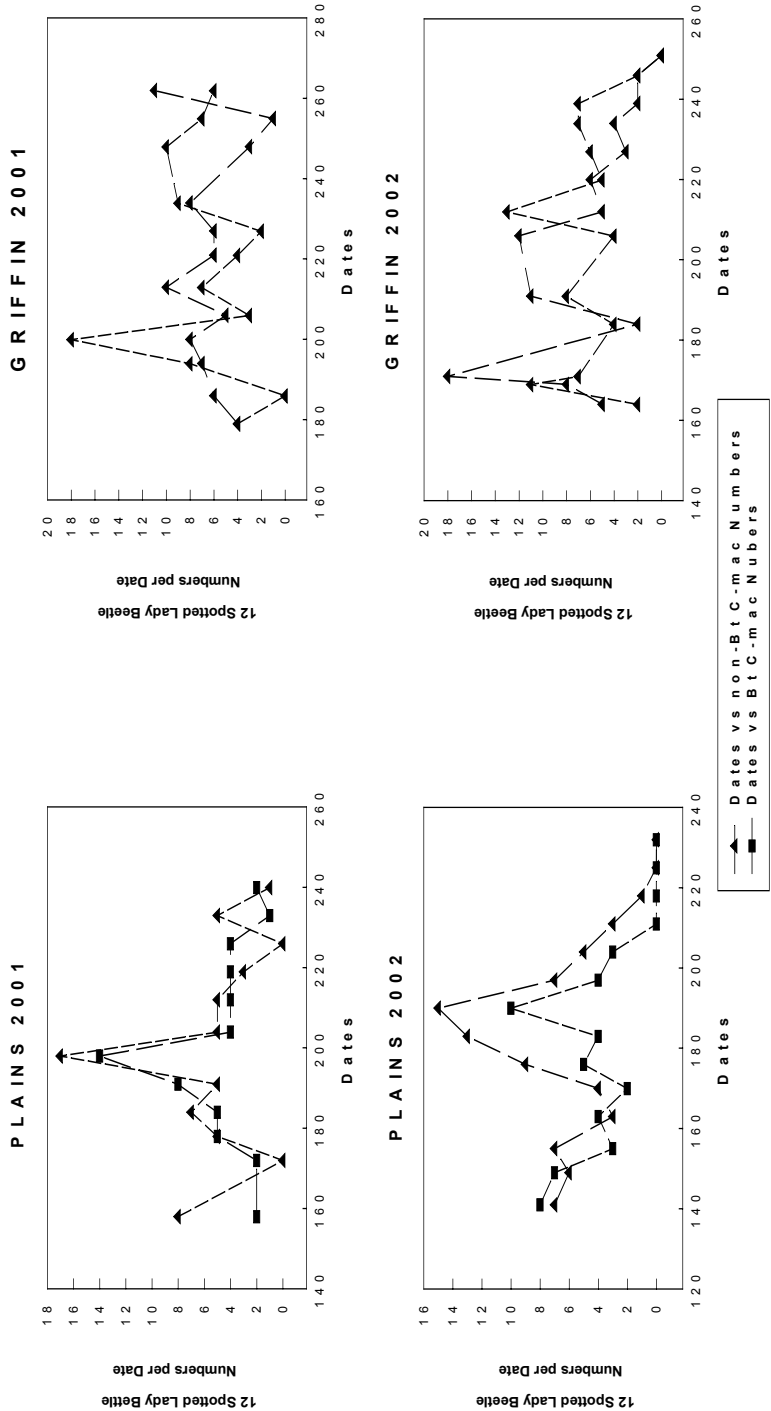 PLAINS 2001
12 Spotted Lady Bettle
Numbers per Date
18
16
14
12
10
8
6
4
2
0
140 160 180 200 220 240 260
Dates
GRIFFIN 2001
12 Spotted Lady Beetle
Numbers per Date
20
18
16
14
12
10
8
6
4
2
0
160 180 200 220 240 260 280
Dates
PLAINS 2002
12 Spotted Lady Bettle
Numbers per Date
16
14
12
10
8
6
4
2
0
120 140 160 180 200 220 240
Dates
GRIFFIN 2002
12 Spotted Lady Beetle
Numbers per Date
20
18
16
14
12
10
8
6
4
2
0
140 160 180 200 220 240 260
Dates
Dates vs non-Bt C-mac Numbers
Dates vs Bt C-mac Nubers